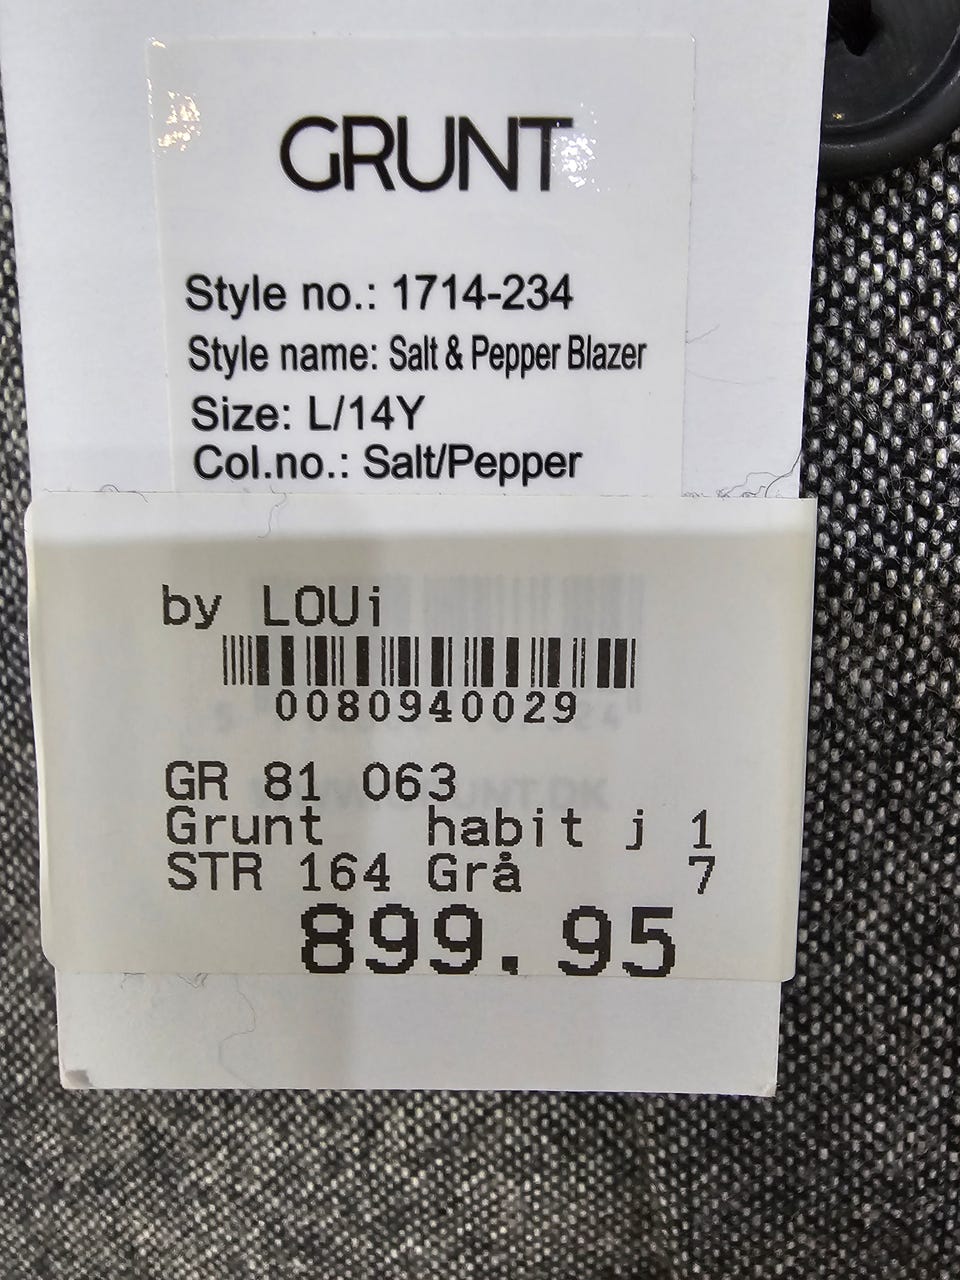 GRUNT
Style no.: 1714-234
Style name: Salt & Pepper Blazer
Size: L/14Y
Col.no.: Salt/Pepper
by LOUi
0080940029
GR 81 063
Grunt habit j 1
STR 164 Grå 7
899.95